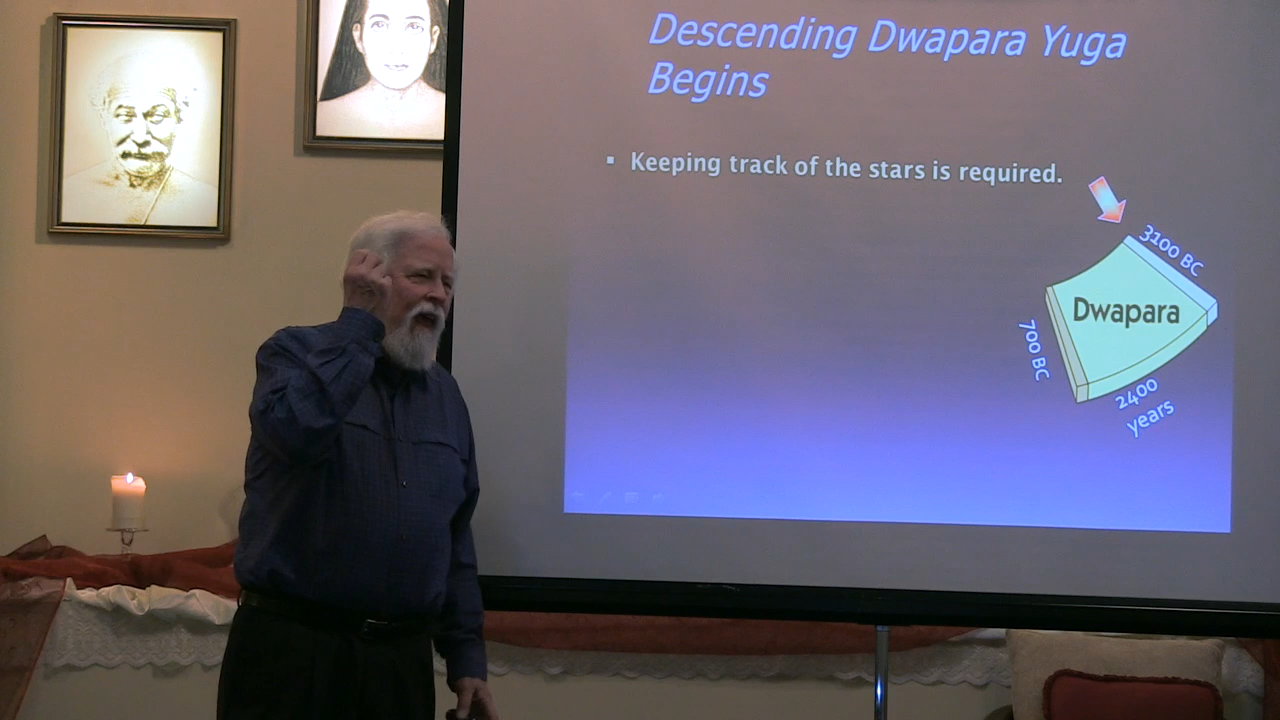 Descending Dwapara Yuga
Begins
▪ Keeping track of the stars is required.
3100 BC
Dwapara
700 BC
2400
years